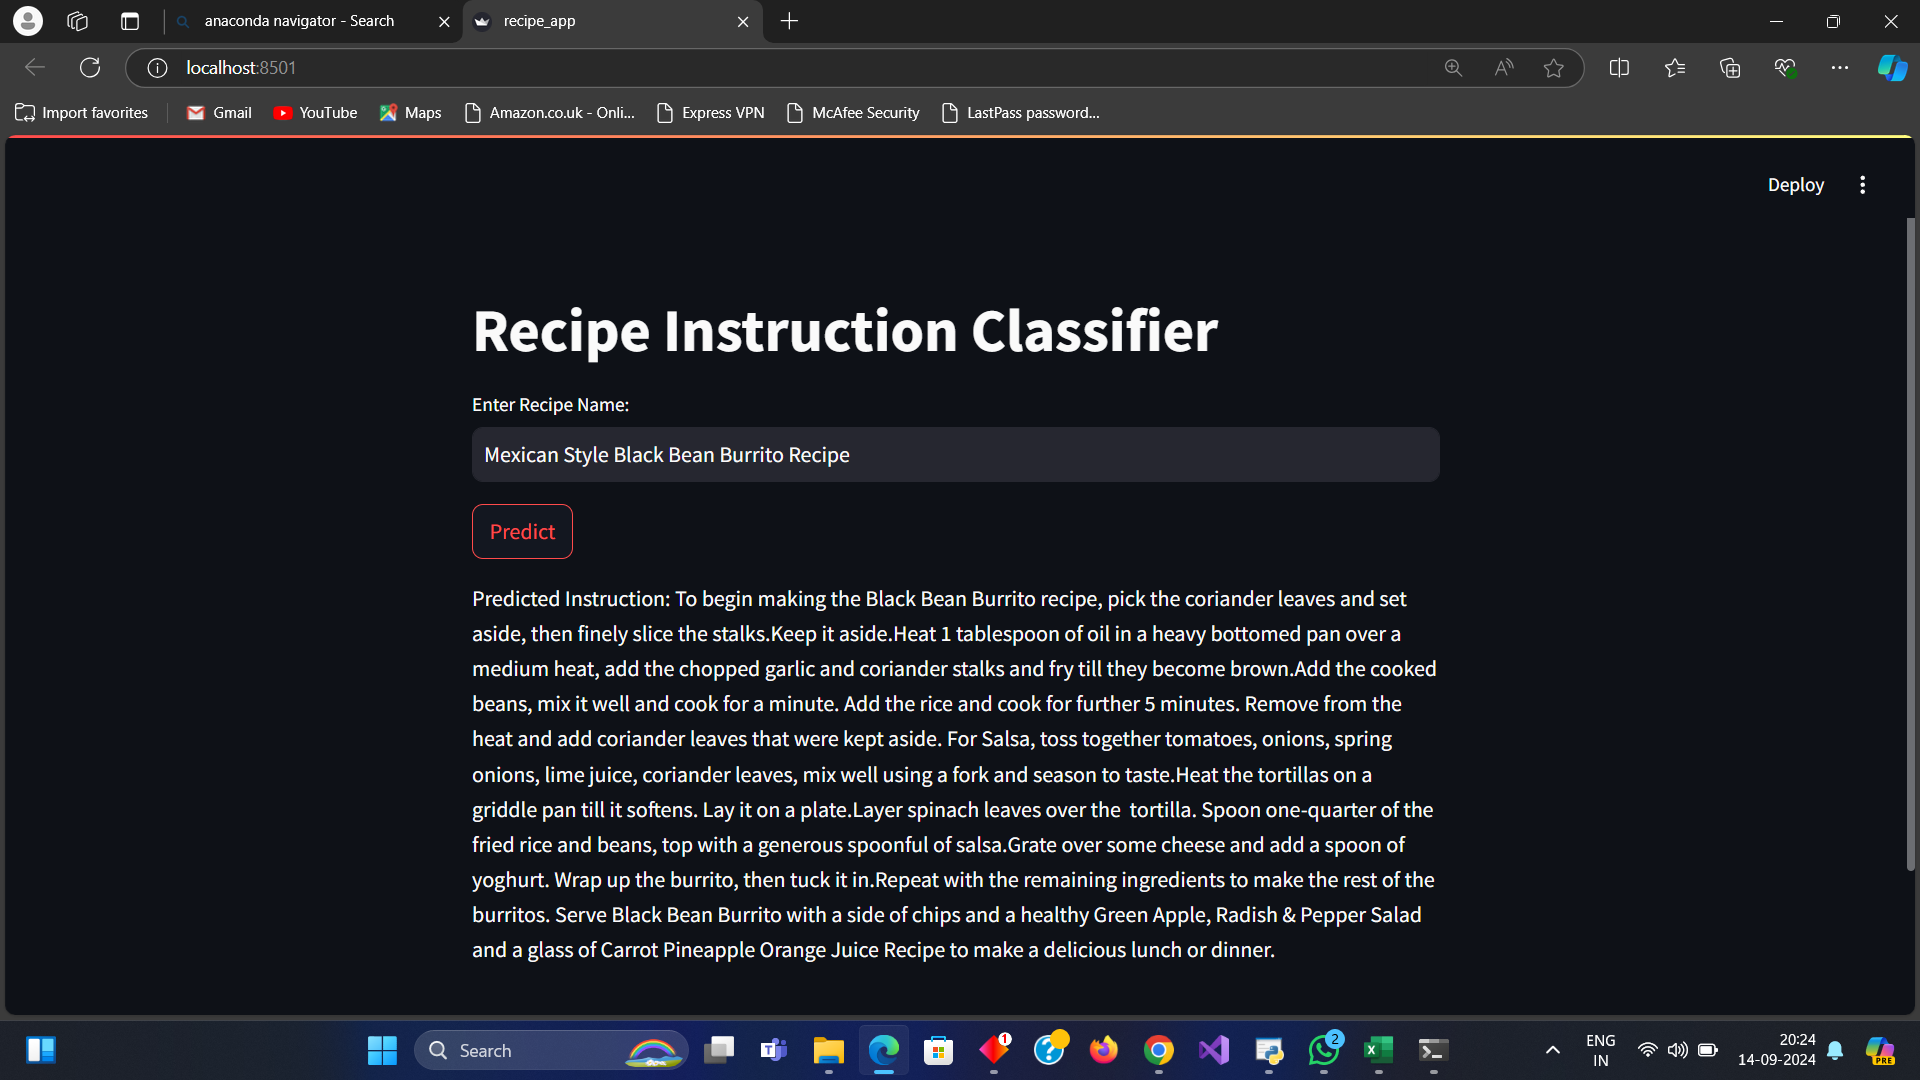 anaconda navigator - Search
recipe_app
localhost:8501
Import favorites
Gmail
YouTube
Maps
Amazon.co.uk - Onli...
Express VPN
McAfee Security
LastPass password...
Deploy
Recipe Instruction Classifier
Enter Recipe Name:
Mexican Style Black Bean Burrito Recipe
Predict
Predicted Instruction: To begin making the Black Bean Burrito recipe, pick the coriander leaves and set
aside, then finely slice the stalks.Keep it aside.Heat 1 tablespoon of oil in a heavy bottomed pan over a
medium heat, add the chopped garlic and coriander stalks and fry till they become brown.Add the cooked
beans, mix it well and cook for a minute. Add the rice and cook for further 5 minutes. Remove from the
heat and add coriander leaves that were kept aside. For Salsa, toss together tomatoes, onions, spring
onions, lime juice, coriander leaves, mix well using a fork and season to taste.Heat the tortillas on a
griddle pan till it softens. Lay it on a plate.Layer spinach leaves over the  tortilla. Spoon one-quarter of the
fried rice and beans, top with a generous spoonful of salsa.Grate over some cheese and add a spoon of
yoghurt. Wrap up the burrito, then tuck it in.Repeat with the remaining ingredients to make the rest of the
burritos. Serve Black Bean Burrito with a side of chips and a healthy Green Apple, Radish & Pepper Salad
and a glass of Carrot Pineapple Orange Juice Recipe to make a delicious lunch or dinner.
Search
1
2
ENG
IN
20:24
14-09-2024
PRE